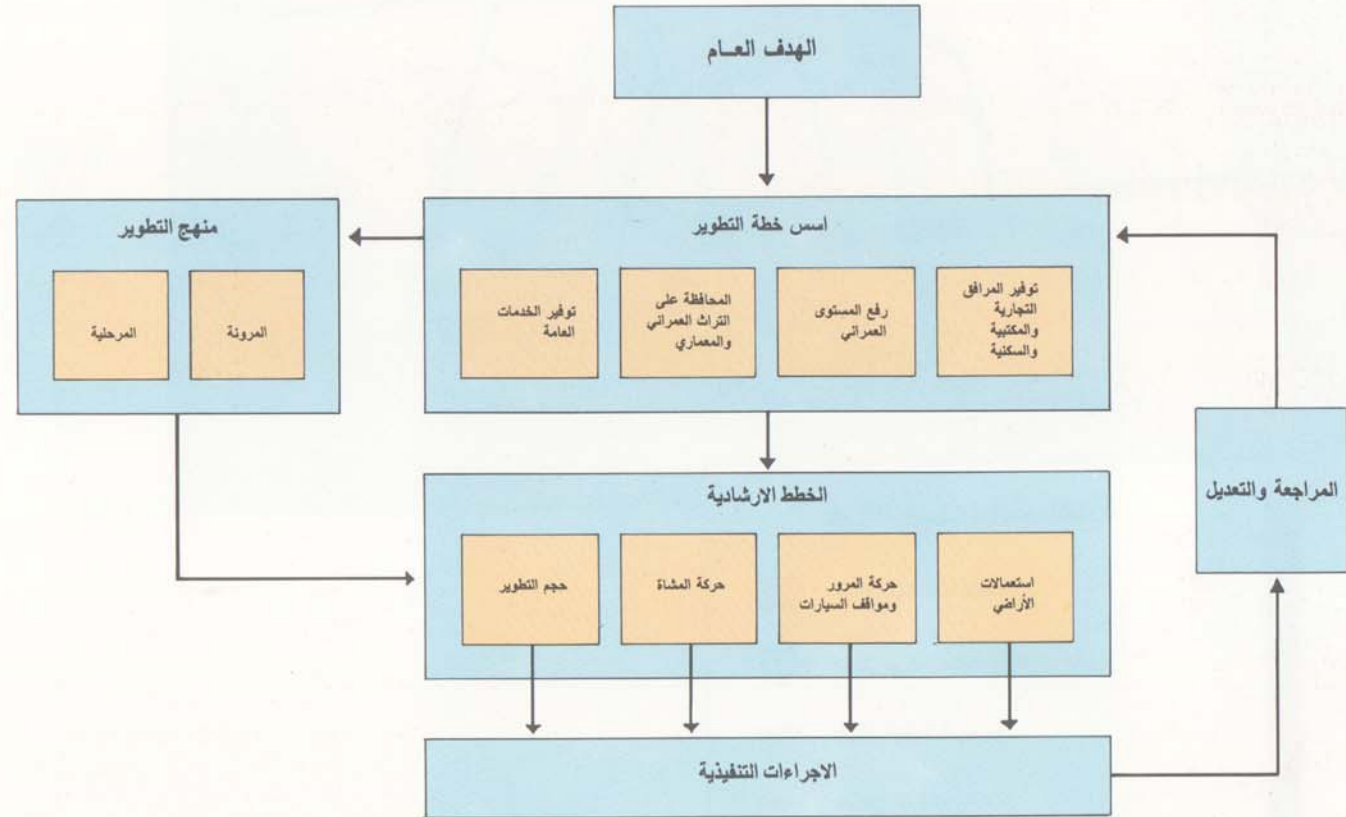 الهدف العـام
اسس خطة التطوير
توفير المرافق
التجارية
والمكتبية
والسكنية
رفع المستوى
العمراني
المحافظة على
التراث العمراني
والمعماري
توفير الخدمات
العامة
منهج التطوير
المرونة
المرحلية
الخطط الارشادية
استعمالات
الأراضي
حركة المرور
ومواقف السيارات
حركة المشاة
حجم التطوير
المراجعة والتعديل
الاجراءات التنفيذية